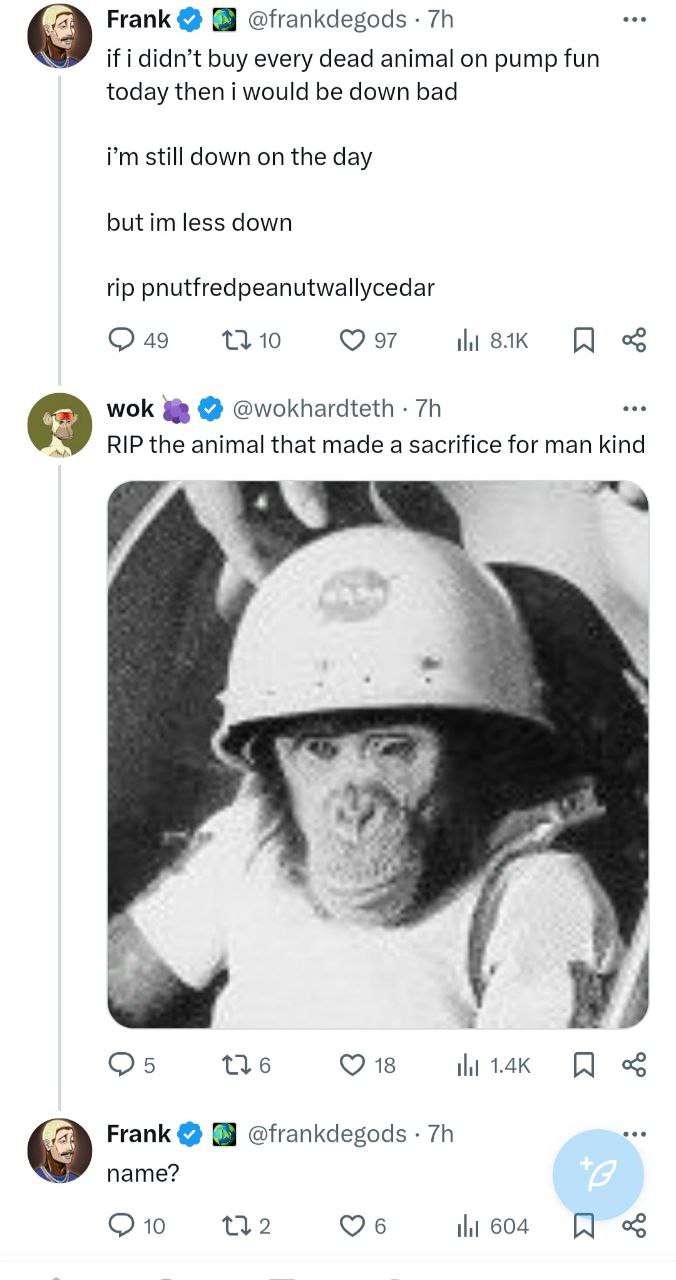 Frank @frankdegods · 7h
if i didn't buy every dead animal on pump fun
today then i would be down bad
i'm still down on the day
but im less down
rip pnutfredpeanutwallycedar
49 10 97 8.1K
wok @wokhardteth · 7h
RIP the animal that made a sacrifice for man kind
5 6 18 1.4K
Frank @frankdegods · 7h
name?
10 2 6 604